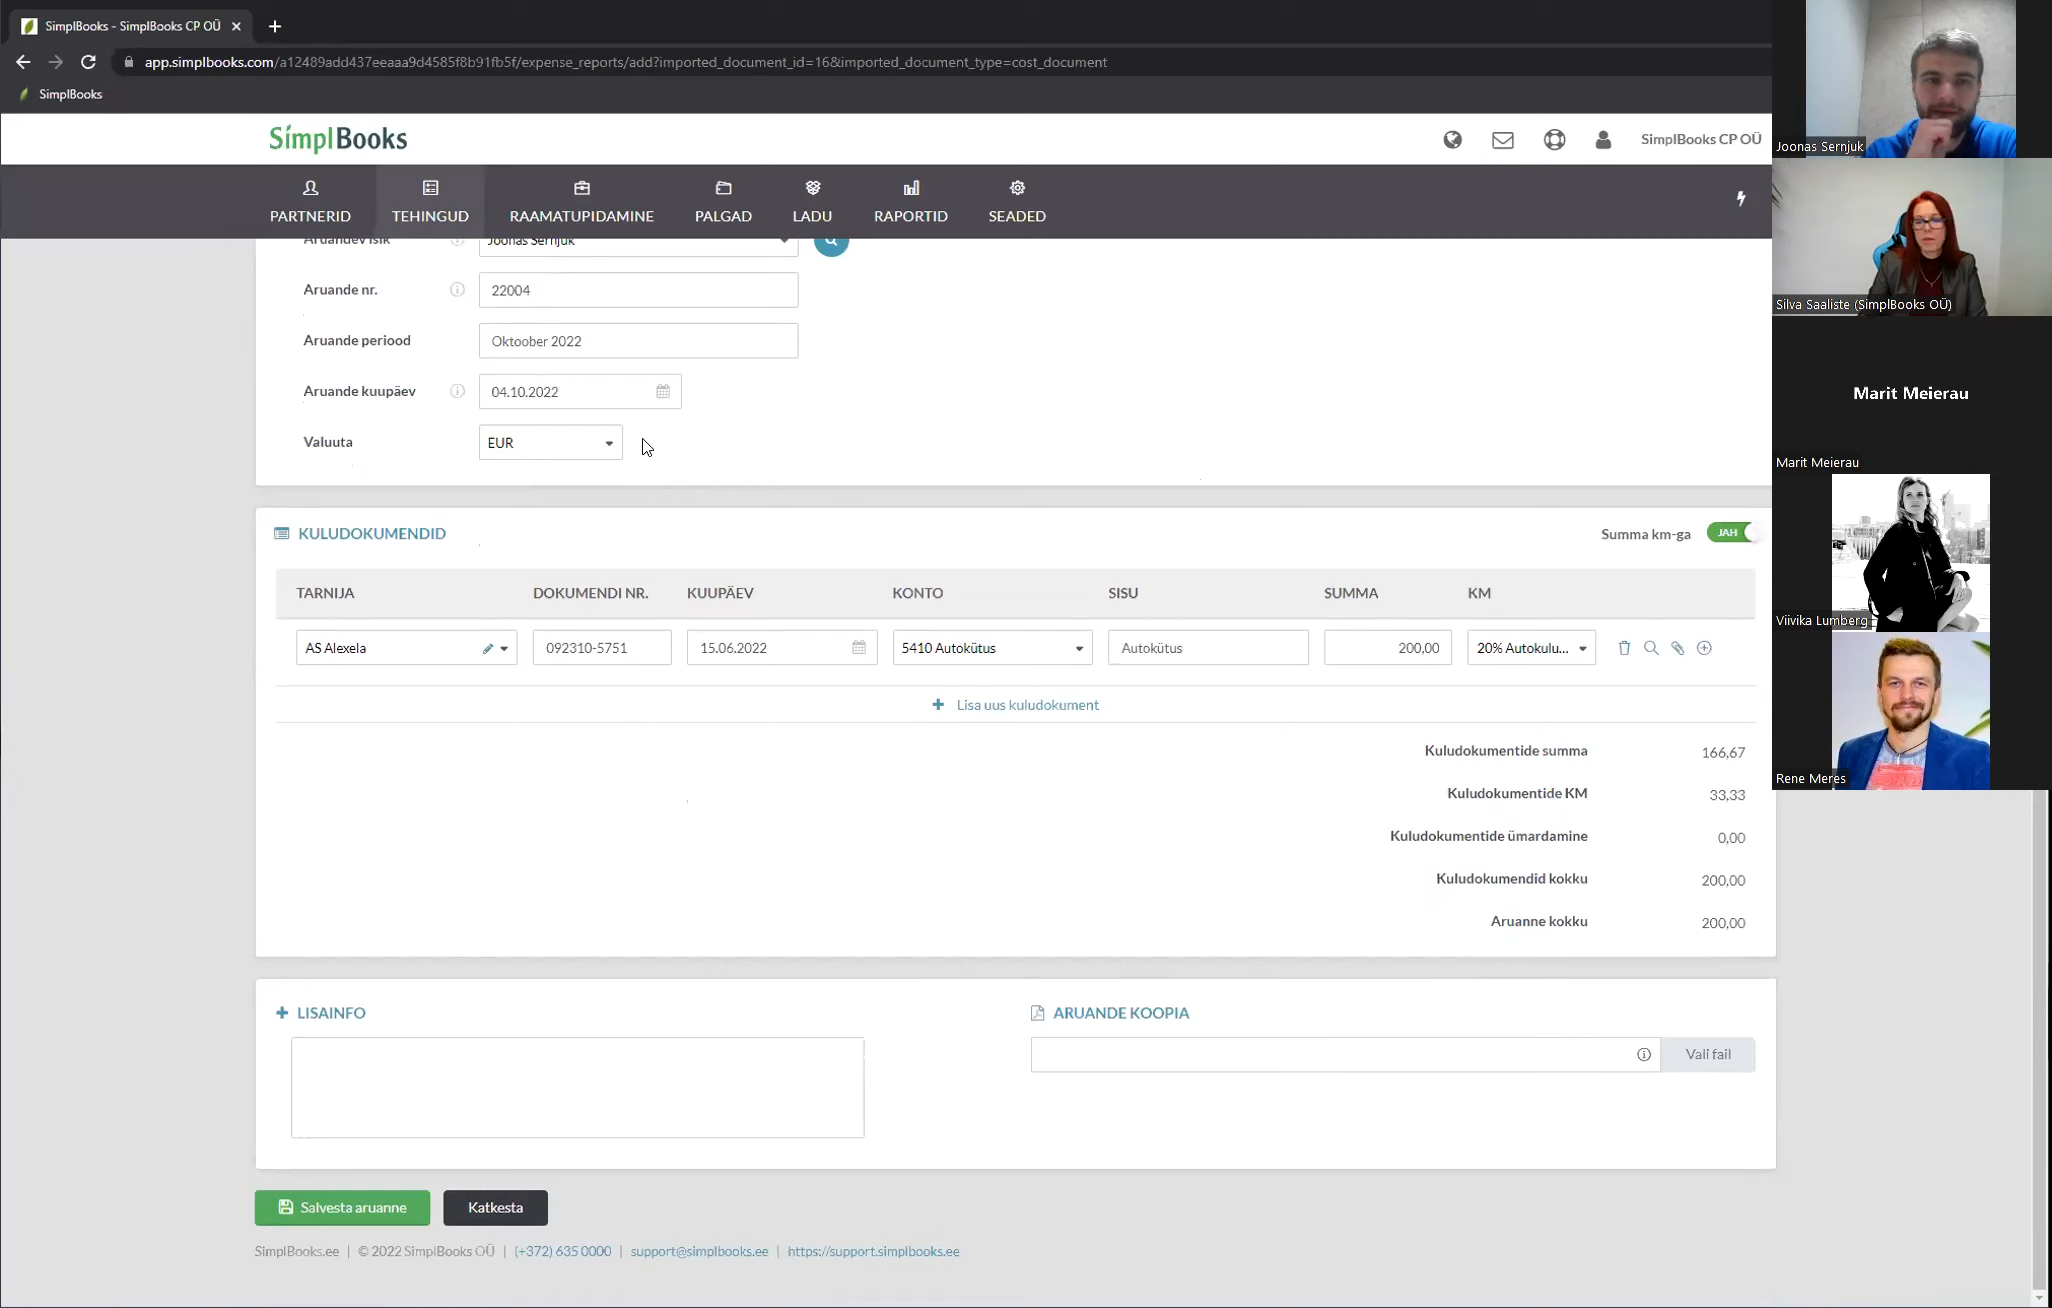 SimplBooks - SimplBooks CP OÜ
app.simplbooks.com/a12489add437eeaaa9d4585f8b91fb5f/expense_reports/add?imported_document_id=16&imported_document_type=cost_document
SimplBooks
SimplBooks
SimplBooks CP OÜ
PARTNERID
TEHINGUD
RAAMATUPIDAMINE
PALGAD
LADU
RAPORTID
SEADED
Aruandev isik
Joonas Sernjuk
Aruande nr.
22004
Aruande periood
Oktoober 2022
Aruande kuupäev
04.10.2022
Valuuta
EUR
KULUDOKUMENDID
Summa km-ga
JAH
TARNIJA DOKUMENDI NR. KUUPÄEV KONTO SISU SUMMA KM
AS Alexela 092310-5751 15.06.2022 5410 Autokütus Autokütus 200,00 20% Autokulu...
Lisa uus kuludokument
Kuludokumentide summa 166,67
Kuludokumentide KM 33,33
Kuludokumentide ümardamine 0,00
Kuludokumendid kokku 200,00
Aruanne kokku 200,00
LISAINFO
ARUANDE KOOPIA
Vali fail
Salvesta aruanne
Katkesta
SimplBooks.ee | © 2022 SimplBooks OÜ | (+372) 635 0000 | support@simplbooks.ee | https://support.simplbooks.ee
Joonas Sernjuk
Silva Saaliste (SimplBooks OÜ)
Marit Meierau
Marit Meierau
Viivika Lumberg
Rene Meres